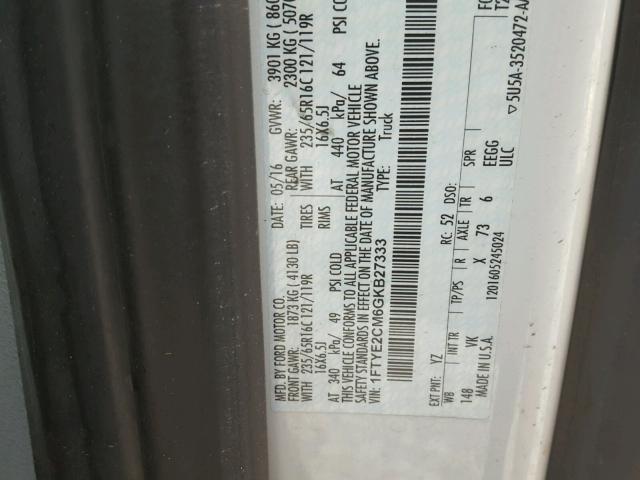 MFD. BY FORD MOTOR CO.
DATE: 05/16 GVWR: 3901 KG ( 860
FRONT GAWR: 1873 KG ( 4130 LB) REAR GAWR: 2300 KG ( 507
WITH 235/65R16C 121/119R TIRES WITH 235/65R16C 121/119R
16X6.5J RIMS 16X6.5J
AT 340 kPa/ 49 PSI COLD AT 440 kPa/ 64 PSI CO
THIS VEHICLE CONFORMS TO ALL APPLICABLE FEDERAL MOTOR VEHICLE
SAFETY STANDARDS IN EFFECT ON THE DATE OF MANUFACTURE SHOWN ABOVE.
VIN: 1FTYE2CM6GKB27333
TYPE: Truck
EXT PNT: YZ RC: 52 DSO: FO
WB INT TR TP/PS R AXLE TR SPR
148 VK X 73 6 EEGG
ULC
MADE IN U.S.A. 1201605245024
▽5U5A-3520472-A